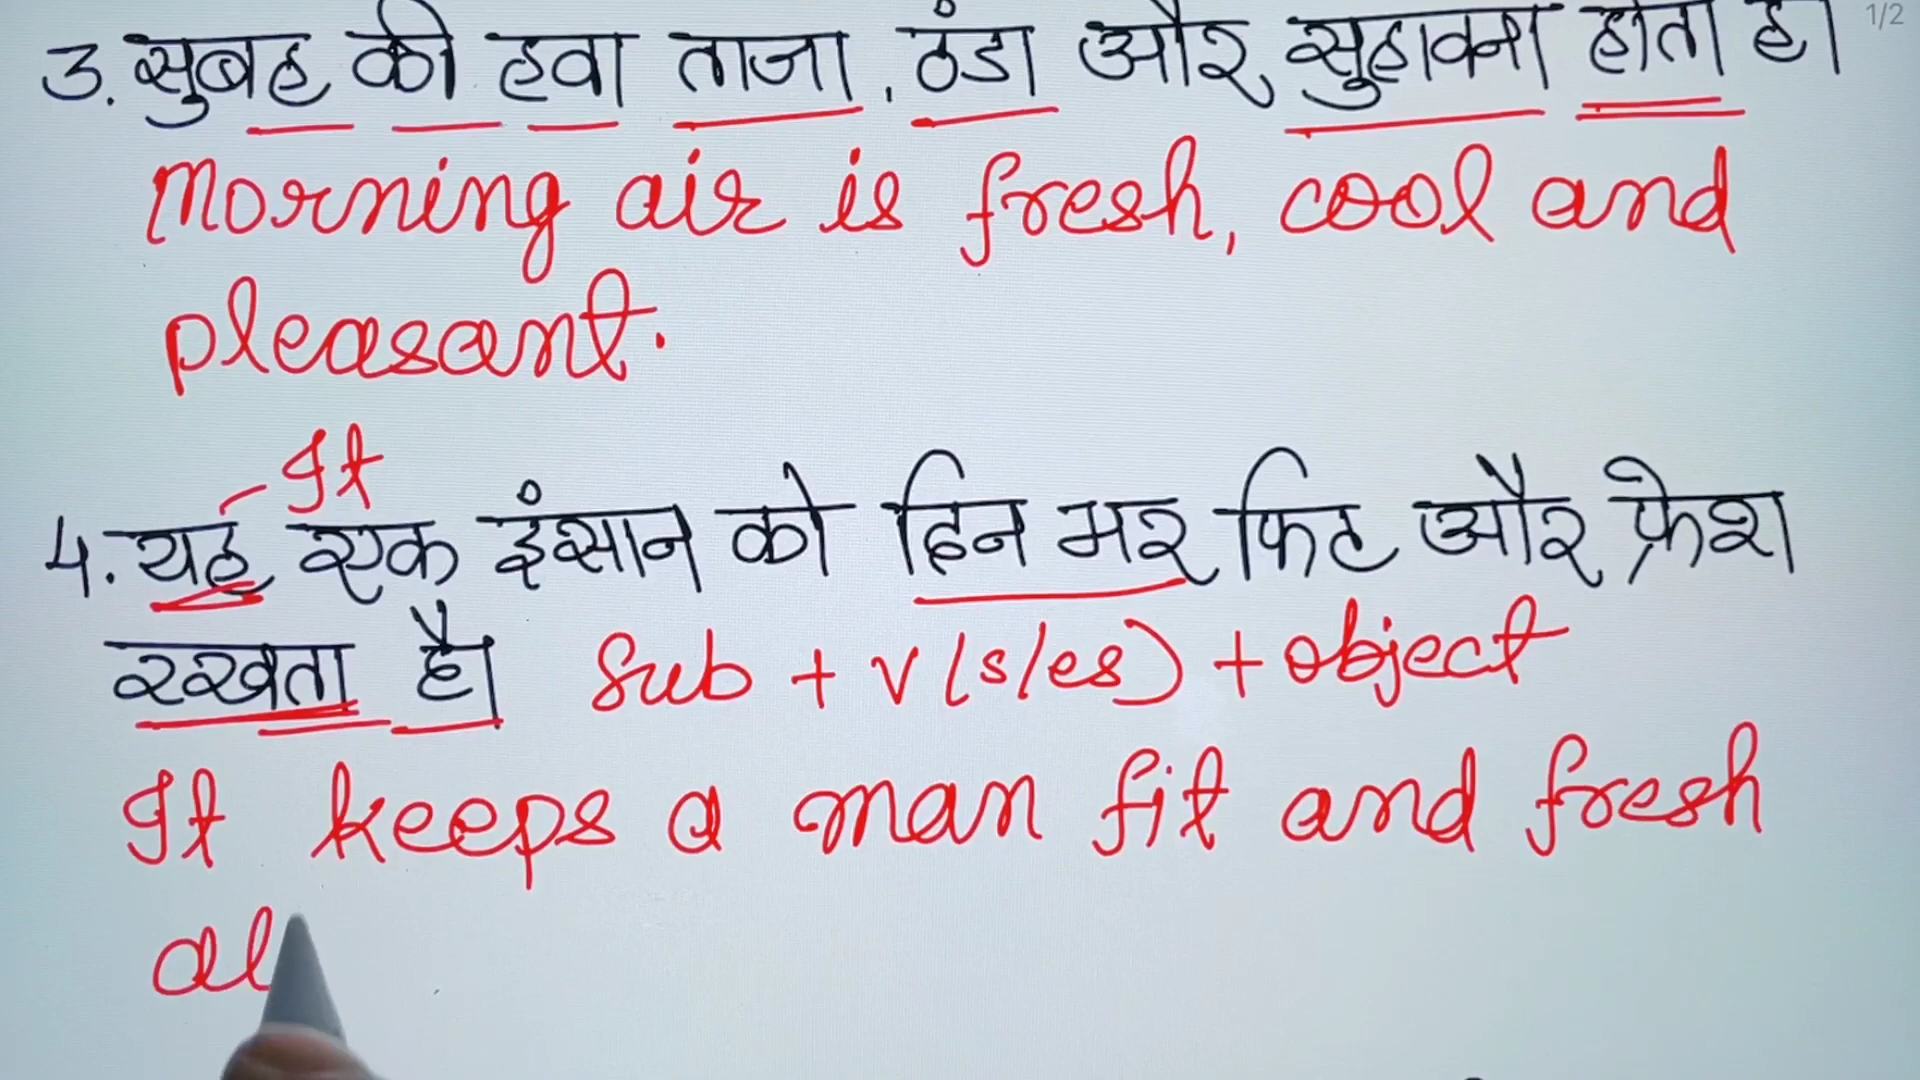 1/2
3. सुबह की हवा ताजा, ठंडा और सुहावना होता है।
Morning air is fresh, cool and
pleasant.
It
4. यह एक इंसान को दिन भर फिट और फ्रेश
रखता है। Sub + V (s/es) + object
It keeps a man fit and fresh
al